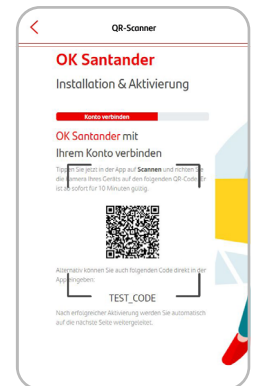 QR-Scanner
OK Santander
Installation & Aktivierung
Konto verbinden
OK Santander mit
Ihrem Konto verbinden
Tippen Sie jetzt in der App auf Scannen und richten Sie
die Kamera Ihres Geräts auf den folgenden QR-Code. Er
ist ab sofort für 10 Minuten gültig.
Alternativ können Sie auch folgenden Code direkt in der
App eingeben:
TEST_CODE
Nach erfolgreicher Aktivierung werden Sie automatisch
auf die nächste Seite weitergeleitet.